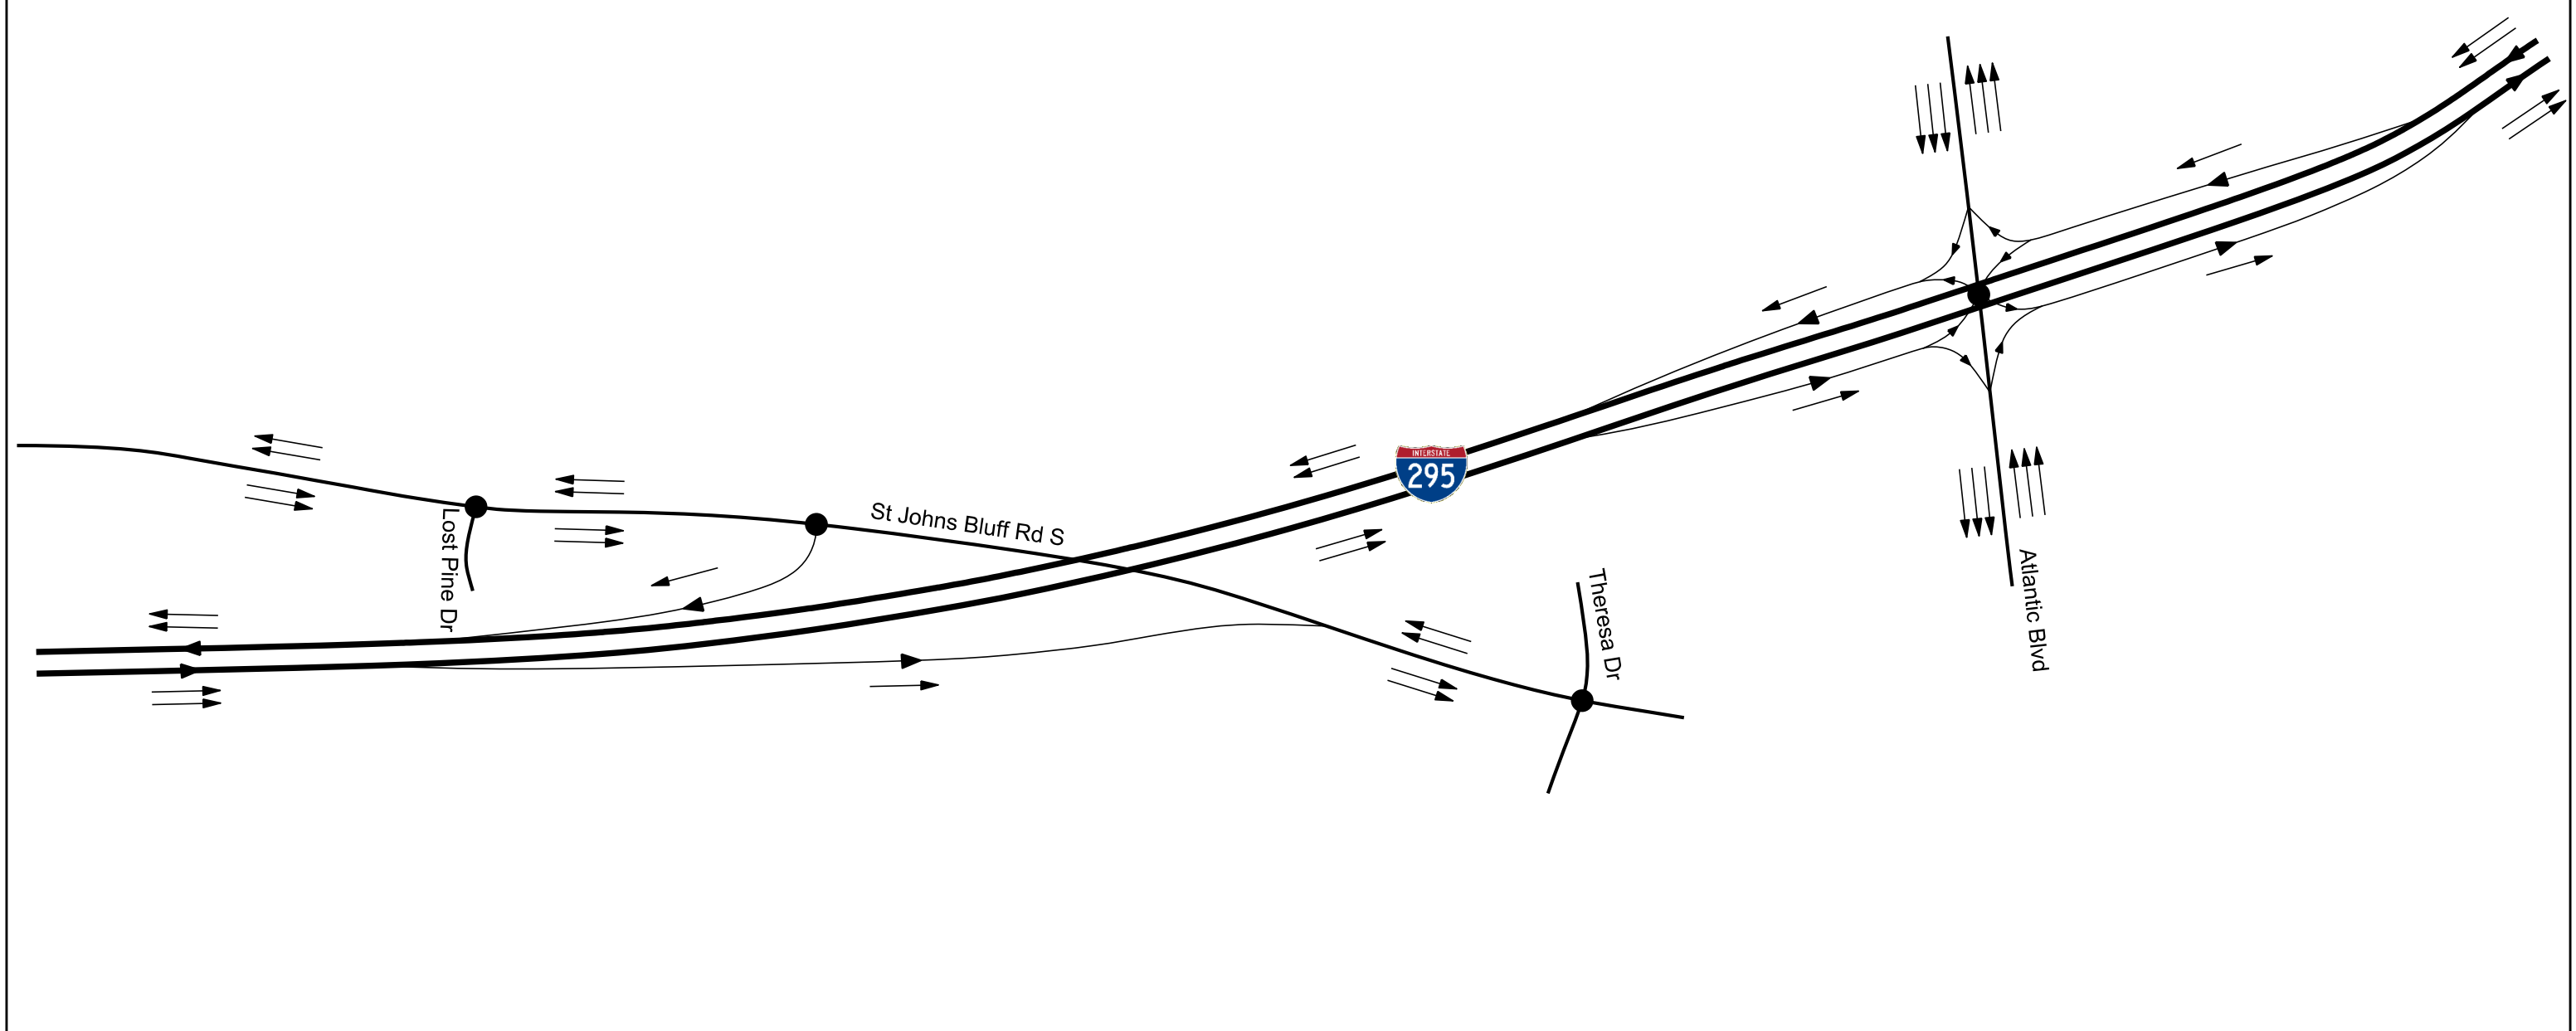 INTERSTATE
295
St Johns Bluff Rd S
Lost Pine Dr
Theresa Dr
Atlantic Blvd